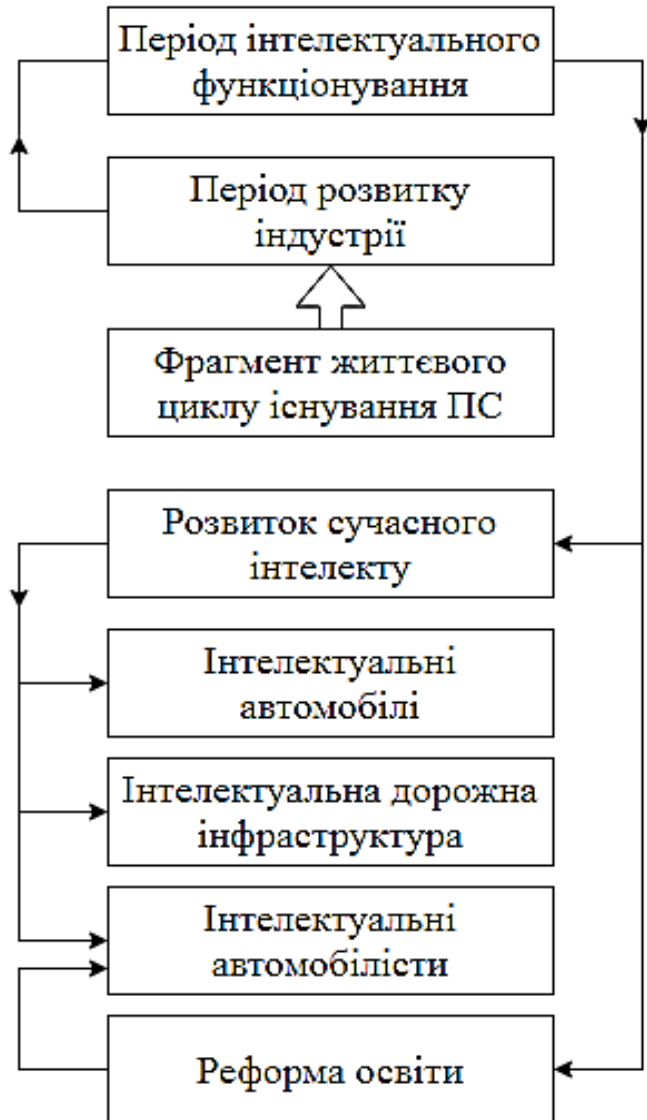 Період інтелектуального
функціонування
Період розвитку
індустрії
Фрагмент життєвого
циклу існування ПС
Розвиток сучасного
інтелекту
Інтелектуальні
автомобілі
Інтелектуальна дорожна
інфраструктура
Інтелектуальні
автомобілісти
Реформа освіти